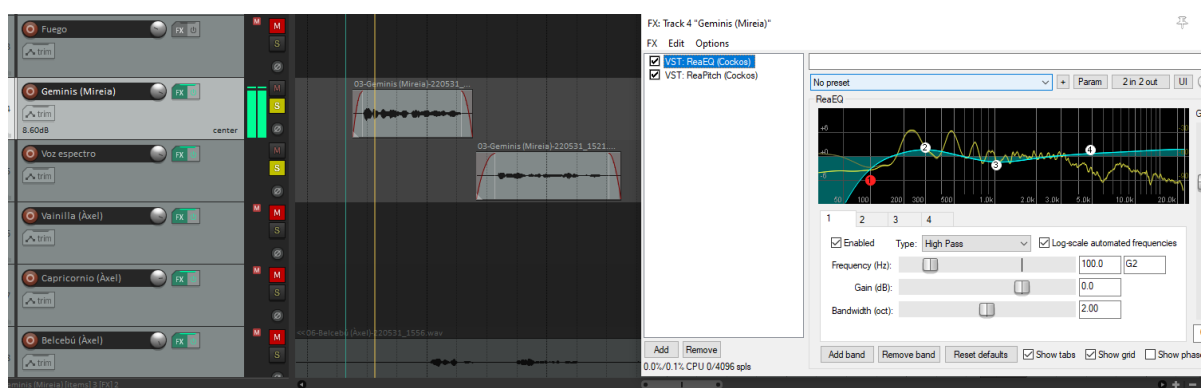 Fuego
FX
M
M
S
trim
Geminis (Mireia)
FX
M
S
trim
8.60dB
center
Voz espectro
FX
M
S
trim
Vainilla (Àxel)
FX
M
M
S
trim
Capricornio (Àxel)
FX
M
M
S
trim
Belcebú (Àxel)
FX
M
M
S
trim
03-Geminis (Mireia)-220531_...
03-Geminis (Mireia)-220531_1521....
<<06-Belcebú (Àxel)-220531_1556.wav
FX: Track 4 "Geminis (Mireia)"
FX Edit Options
VST: ReaEQ (Cockos)
VST: ReaPitch (Cockos)
No preset
+
Param
2 in 2 out
UI
ReaEQ
+6
+0
-6
-30
-90
1
2
3
4
50 100 200 300 500 1.0k 2.0k 3.0k 5.0k 10.0k 20.0k
1 2 3 4
Enabled Type: High Pass Log-scale automated frequencies
Frequency (Hz): 100.0 G2
Gain (dB): 0.0
Bandwidth (oct): 2.00
Add band Remove band Reset defaults Show tabs Show grid Show phase
Add Remove
0.0%/0.1% CPU 0/4096 spls